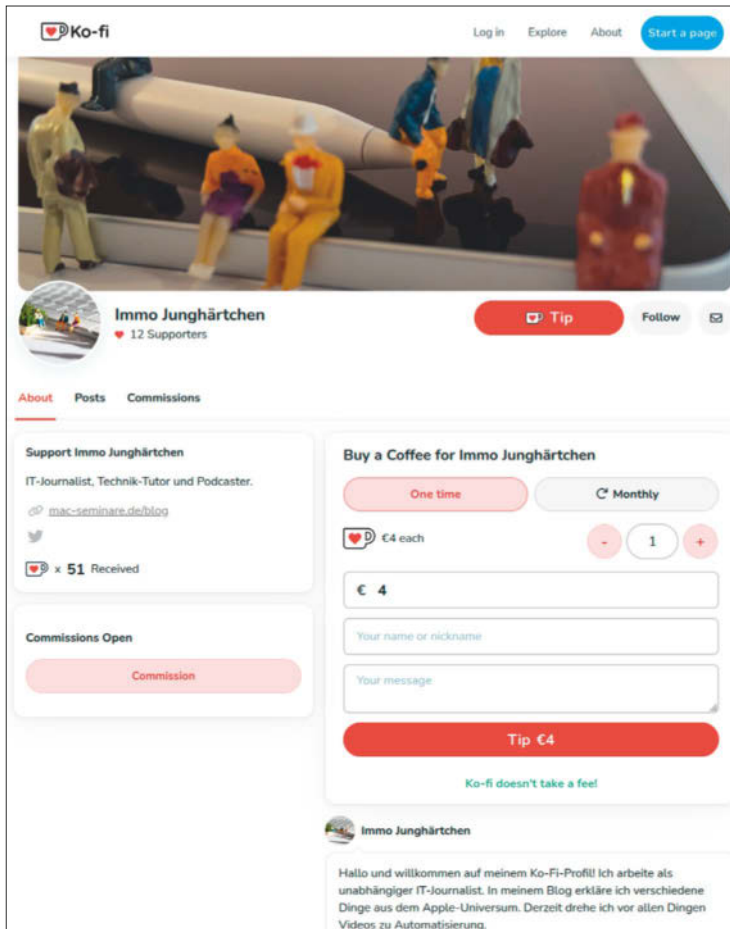 Ko-fi
Log in
Explore
About
Start a page
Immo Junghärtchen
12 Supporters
Tip
Follow
About
Posts
Commissions
Support Immo Junghärtchen
IT-Journalist, Technik-Tutor und Podcaster.
mac-seminare.de/blog
x 51 Received
Commissions Open
Commission
Buy a Coffee for Immo Junghärtchen
One time
Monthly
€4 each
- 1 +
€ 4
Your name or nickname
Your message
Tip €4
Ko-fi doesn't take a fee!
Immo Junghärtchen
Hallo und willkommen auf meinem Ko-Fi-Profil! Ich arbeite als
unabhängiger IT-Journalist. In meinem Blog erkläre ich verschiedene
Dinge aus dem Apple-Universum. Derzeit drehe ich vor allen Dingen
Videos zu Automatisierung.